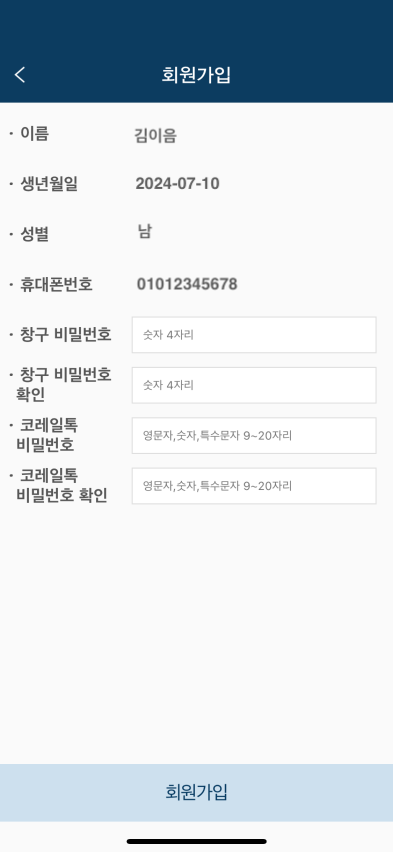 회원가입
· 이름 김이음
· 생년월일 2024-07-10
· 성별 남
· 휴대폰번호 01012345678
· 창구 비밀번호 숫자 4자리
· 창구 비밀번호
확인
숫자 4자리
· 코레일톡
비밀번호
영문자,숫자,특수문자 9~20자리
· 코레일톡
비밀번호 확인
영문자,숫자,특수문자 9~20자리
회원가입